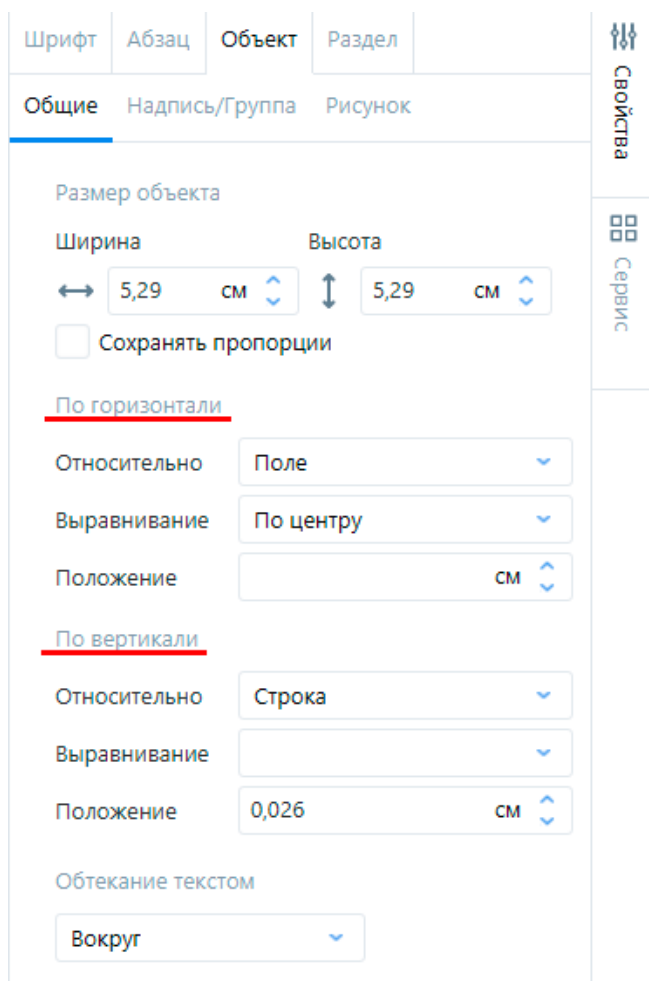 Шрифт Абзац Объект Раздел
Общие Надпись/Группа Рисунок
Размер объекта
Ширина Высота
5,29 см 5,29 см
Сохранять пропорции
По горизонтали
Относительно Поле
Выравнивание По центру
Положение см
По вертикали
Относительно Строка
Выравнивание
Положение 0,026 см
Обтекание текстом
Вокруг
Свойства
Сервис